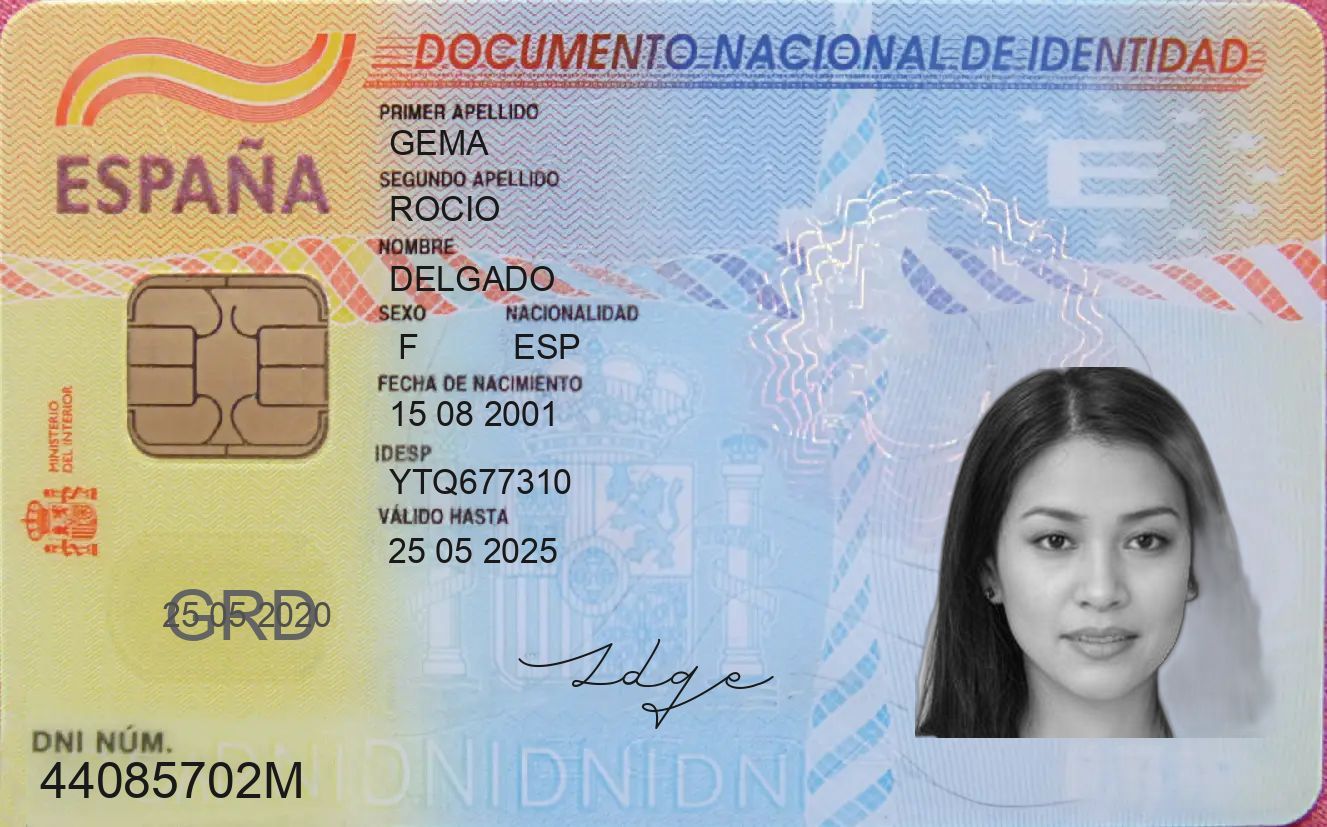 DOCUMENTO NACIONAL DE IDENTIDAD
ESPAÑA
PRIMER APELLIDO
GEMA
SEGUNDO APELLIDO
ROCIO
NOMBRE
DELGADO
SEXO NACIONALIDAD
F ESP
FECHA DE NACIMIENTO
15 08 2001
IDESP
YTQ677310
VÁLIDO HASTA
25 05 2025
MINISTERIO
DEL INTERIOR
E
25 05 2020
GRD
DNI NÚM.
44085702M
DNIDNIDNIDN